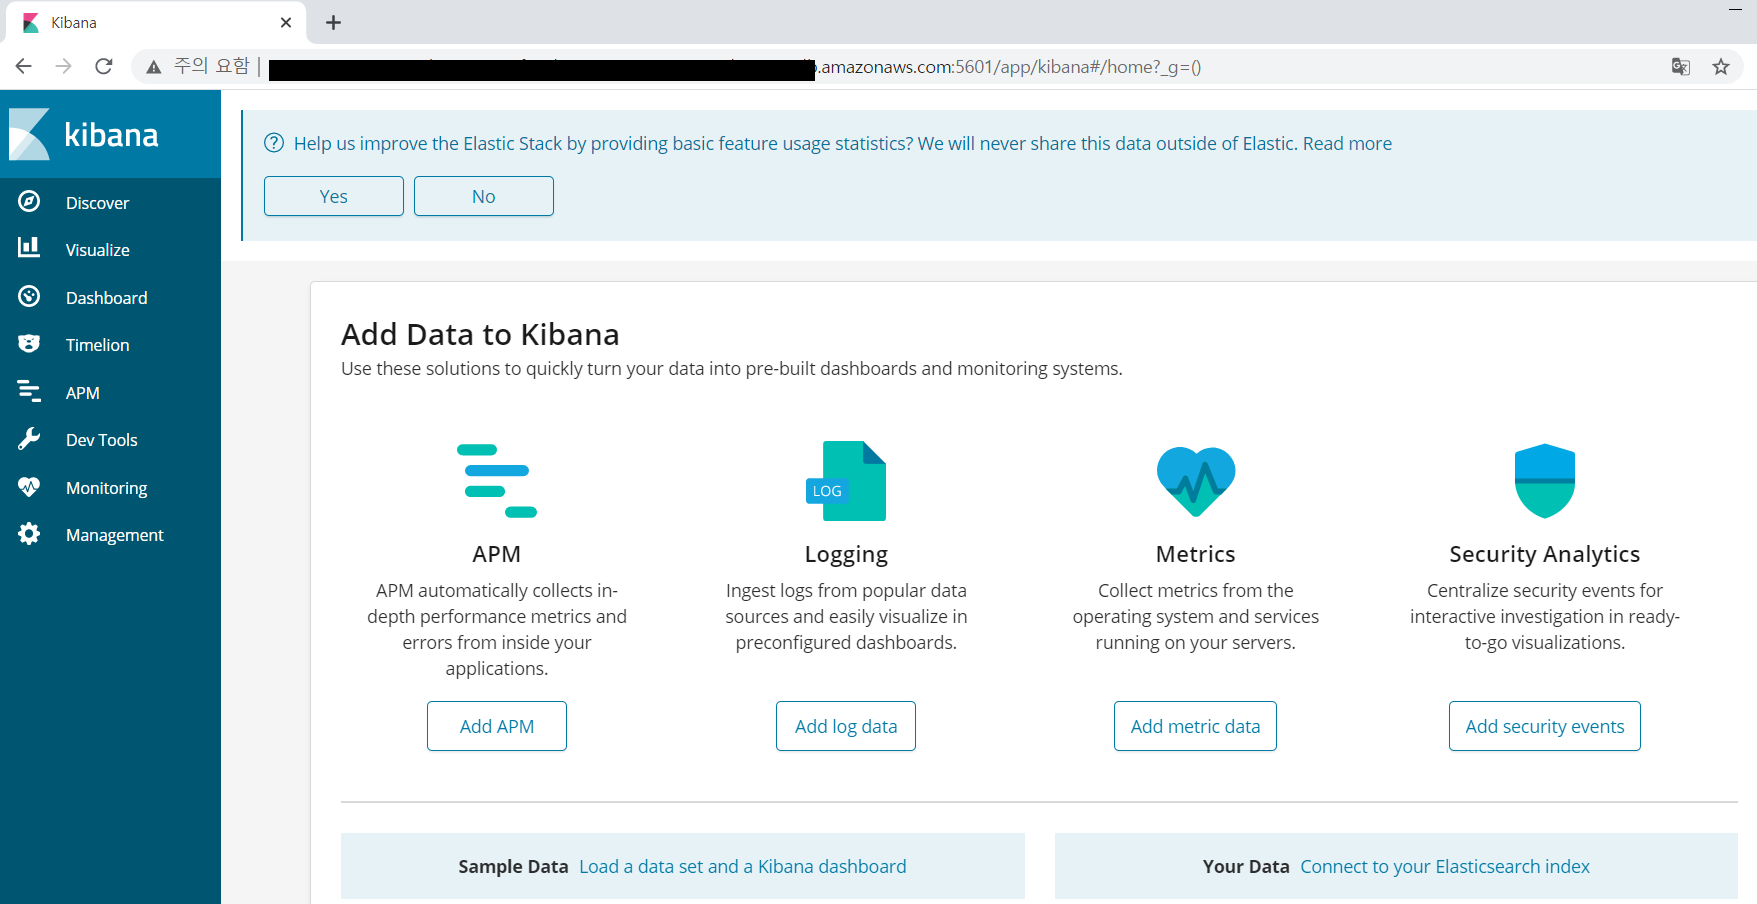 Kibana
주의 요함
.amazonaws.com:5601/app/kibana#/home?_g=()
kibana
Discover
Visualize
Dashboard
Timelion
APM
Dev Tools
Monitoring
Management
Help us improve the Elastic Stack by providing basic feature usage statistics? We will never share this data outside of Elastic. Read more
Yes
No
Add Data to Kibana
Use these solutions to quickly turn your data into pre-built dashboards and monitoring systems.
APM
APM automatically collects in-
depth performance metrics and
errors from inside your
applications.
Add APM
LOG
Logging
Ingest logs from popular data
sources and easily visualize in
preconfigured dashboards.
Add log data
Metrics
Collect metrics from the
operating system and services
running on your servers.
Add metric data
Security Analytics
Centralize security events for
interactive investigation in ready-
to-go visualizations.
Add security events
Sample Data Load a data set and a Kibana dashboard
Your Data Connect to your Elasticsearch index